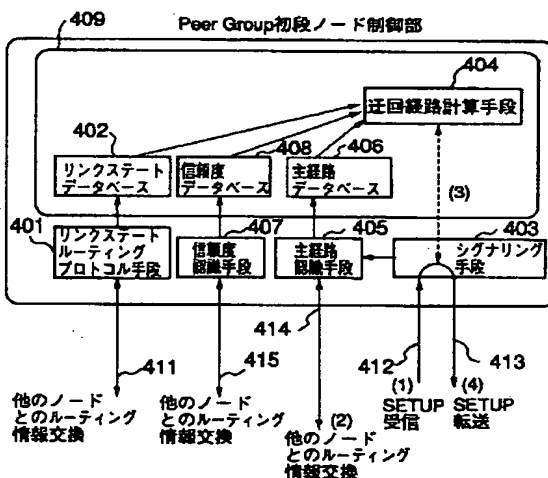 409
Peer Group初段ノード制御部
404
迂回経路計算手段
402
408
406
リンクステート
データベース
信頼度
データベース
主経路
データベース
(3)
401
407
405
403
リンクステート
ルーティング
プロトコル手段
信頼度
認識手段
主経路
認識手段
シグナリング
手段
414
411
415
412
413
他のノード
とのルーティング
情報交換
他のノード
とのルーティング
情報交換
(2)
他のノード
とのルーティング
情報交換
(1)
SETUP
受信
(4)
SETUP
転送